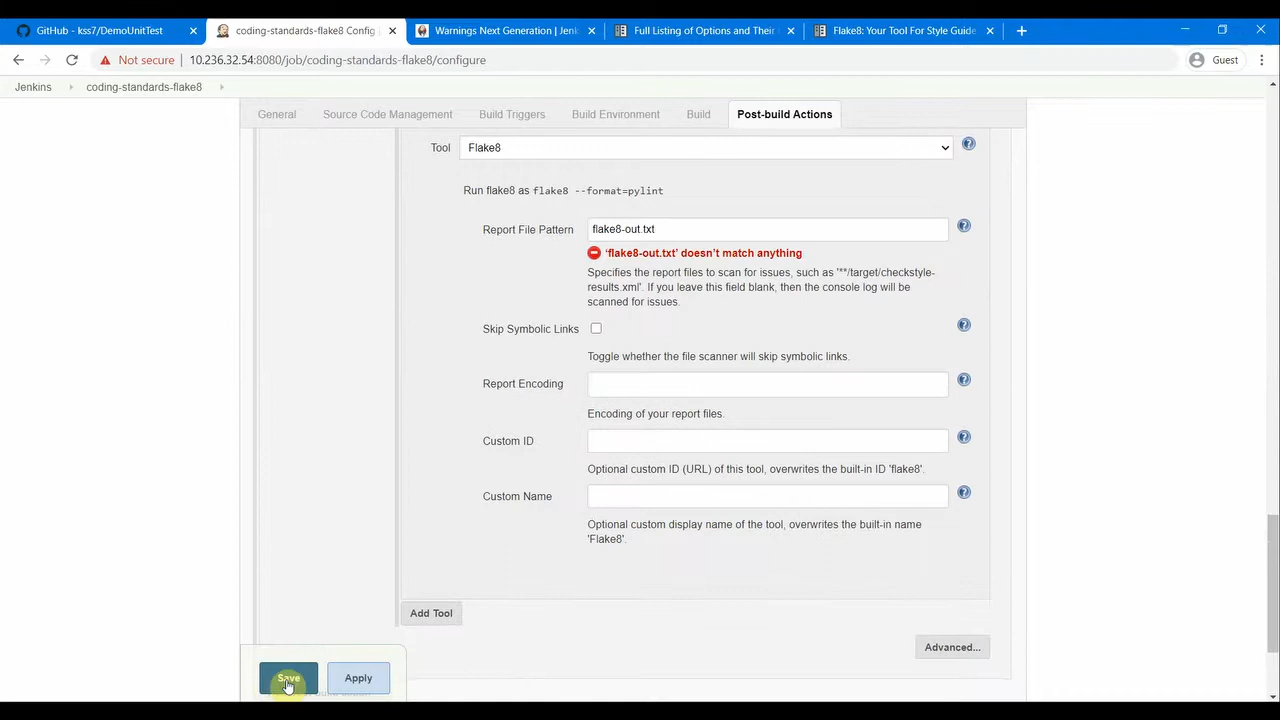 GitHub - kss7/DemoUnitTest
coding-standards-flake8 Config
Warnings Next Generation | Jenk
Full Listing of Options and Their
Flake8: Your Tool For Style Guide
Not secure | 10.236.32.54:8080/job/coding-standards-flake8/configure
Guest
Jenkins
coding-standards-flake8
General
Source Code Management
Build Triggers
Build Environment
Build
Post-build Actions
Tool
Flake8
Run flake8 as flake8 --format=pylint
Report File Pattern
flake8-out.txt
‘flake8-out.txt’ doesn’t match anything
Specifies the report files to scan for issues, such as '**/target/checkstyle-
results.xml'. If you leave this field blank, then the console log will be
scanned for issues.
Skip Symbolic Links
Toggle whether the file scanner will skip symbolic links.
Report Encoding
Encoding of your report files.
Custom ID
Optional custom ID (URL) of this tool, overwrites the built-in ID 'flake8'.
Custom Name
Optional custom display name of the tool, overwrites the built-in name
'Flake8'.
Add Tool
Advanced...
Save
Apply